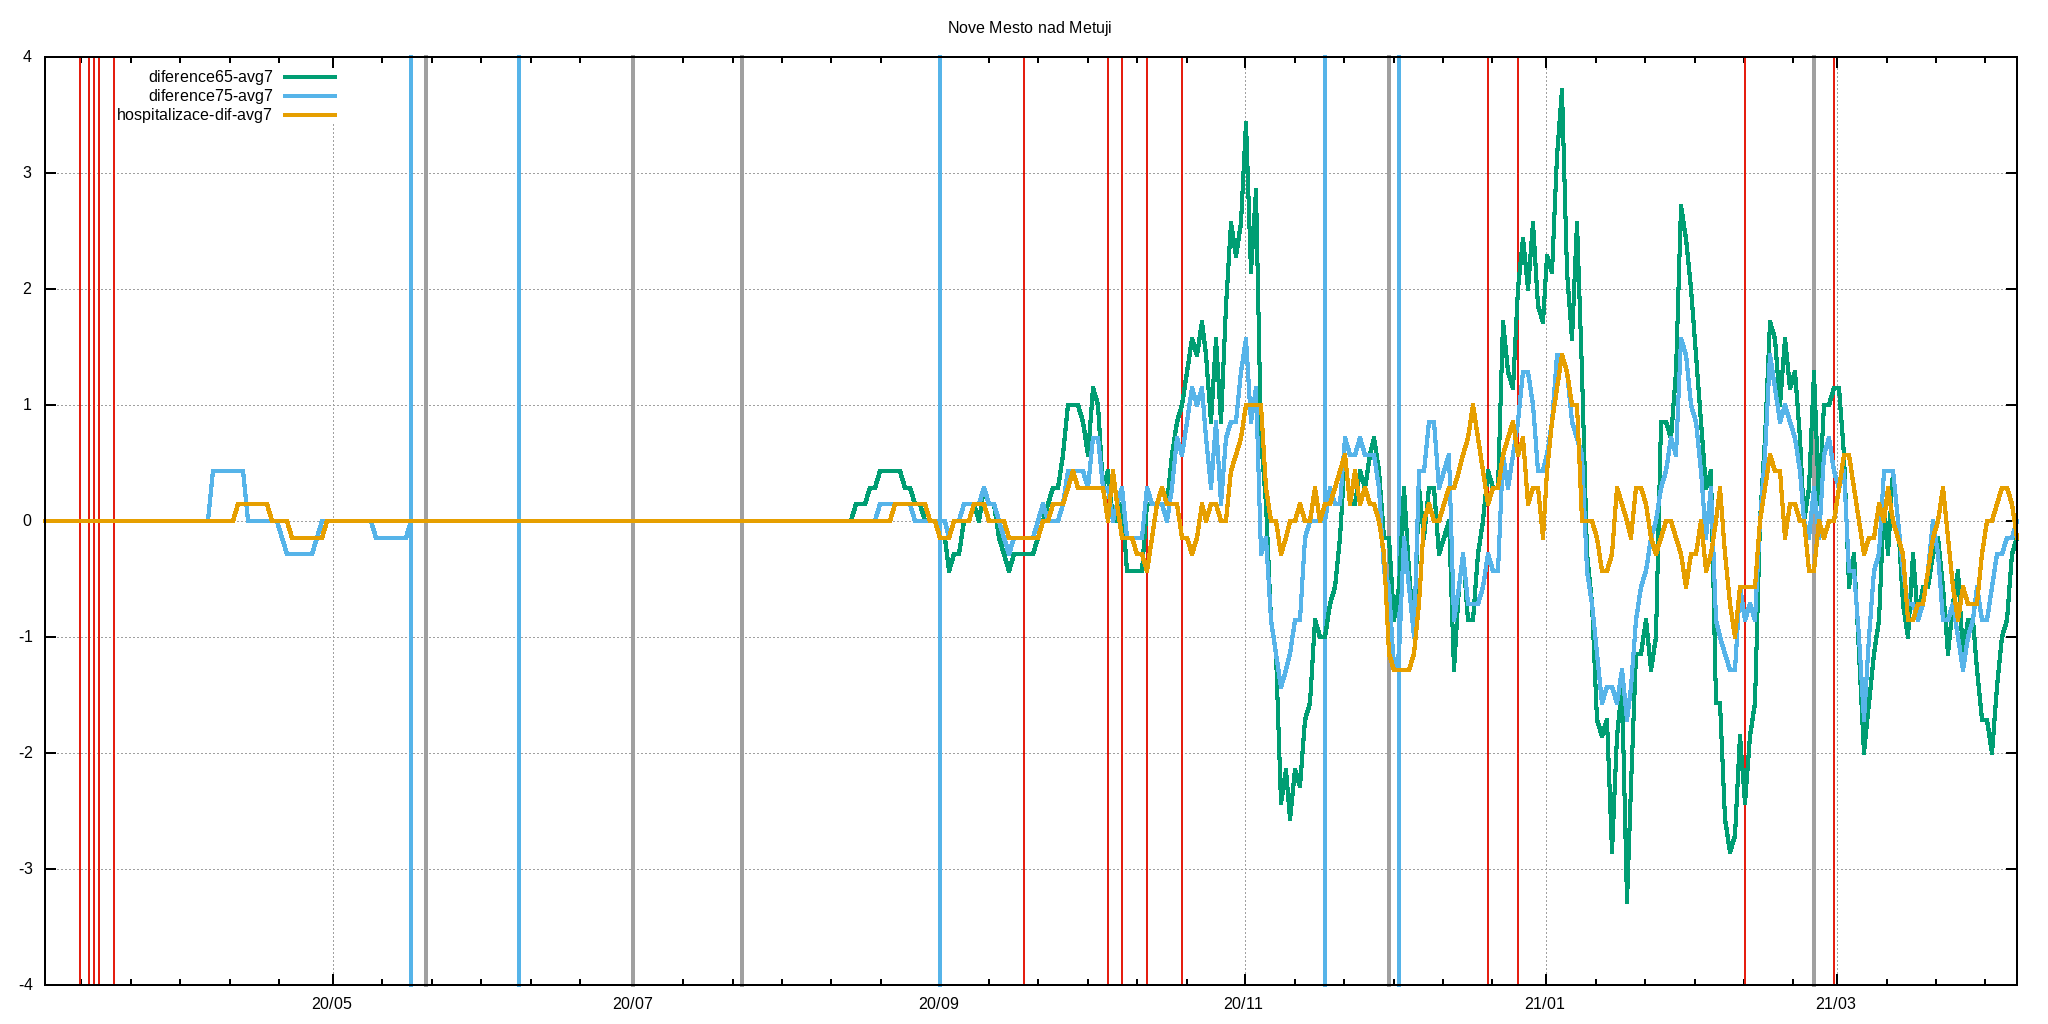 Nove Mesto nad Metuji
diference65-avg7
diference75-avg7
hospitalizace-dif-avg7
4
3
2
1
0
-1
-2
-3
-4
20/05 20/07 20/09 20/11 21/01 21/03